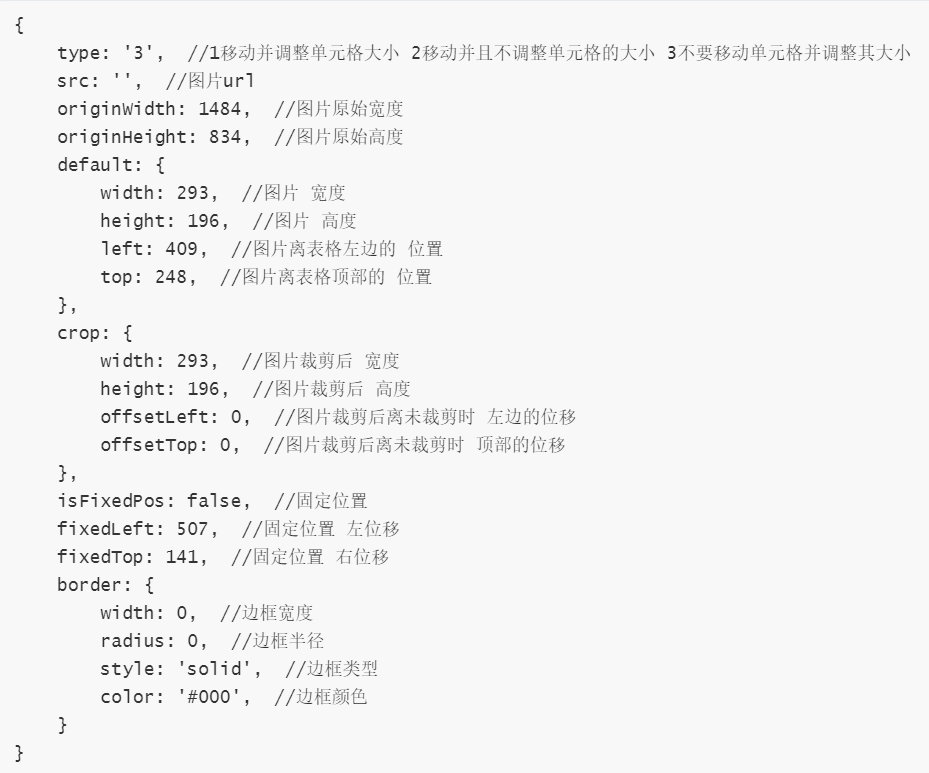 {
    type: '3',  //1移动并调整单元格大小 2移动并且不调整单元格的大小 3不要移动单元格并调整其大小
    src: '',  //图片url
    originWidth: 1484,  //图片原始宽度
    originHeight: 834,  //图片原始高度
    default: {
        width: 293,  //图片 宽度
        height: 196,  //图片 高度
        left: 409,  //图片离表格左边的 位置
        top: 248,  //图片离表格顶部的 位置
    },
    crop: {
        width: 293,  //图片裁剪后 宽度
        height: 196,  //图片裁剪后 高度
        offsetLeft: 0,  //图片裁剪后离未裁剪时 左边的位移
        offsetTop: 0,  //图片裁剪后离未裁剪时 顶部的位移
    },
    isFixedPos: false,  //固定位置
    fixedLeft: 507,  //固定位置 左位移
    fixedTop: 141,  //固定位置 右位移
    border: {
        width: 0,  //边框宽度
        radius: 0,  //边框半径
        style: 'solid',  //边框类型
        color: '#000',  //边框颜色
    }
}